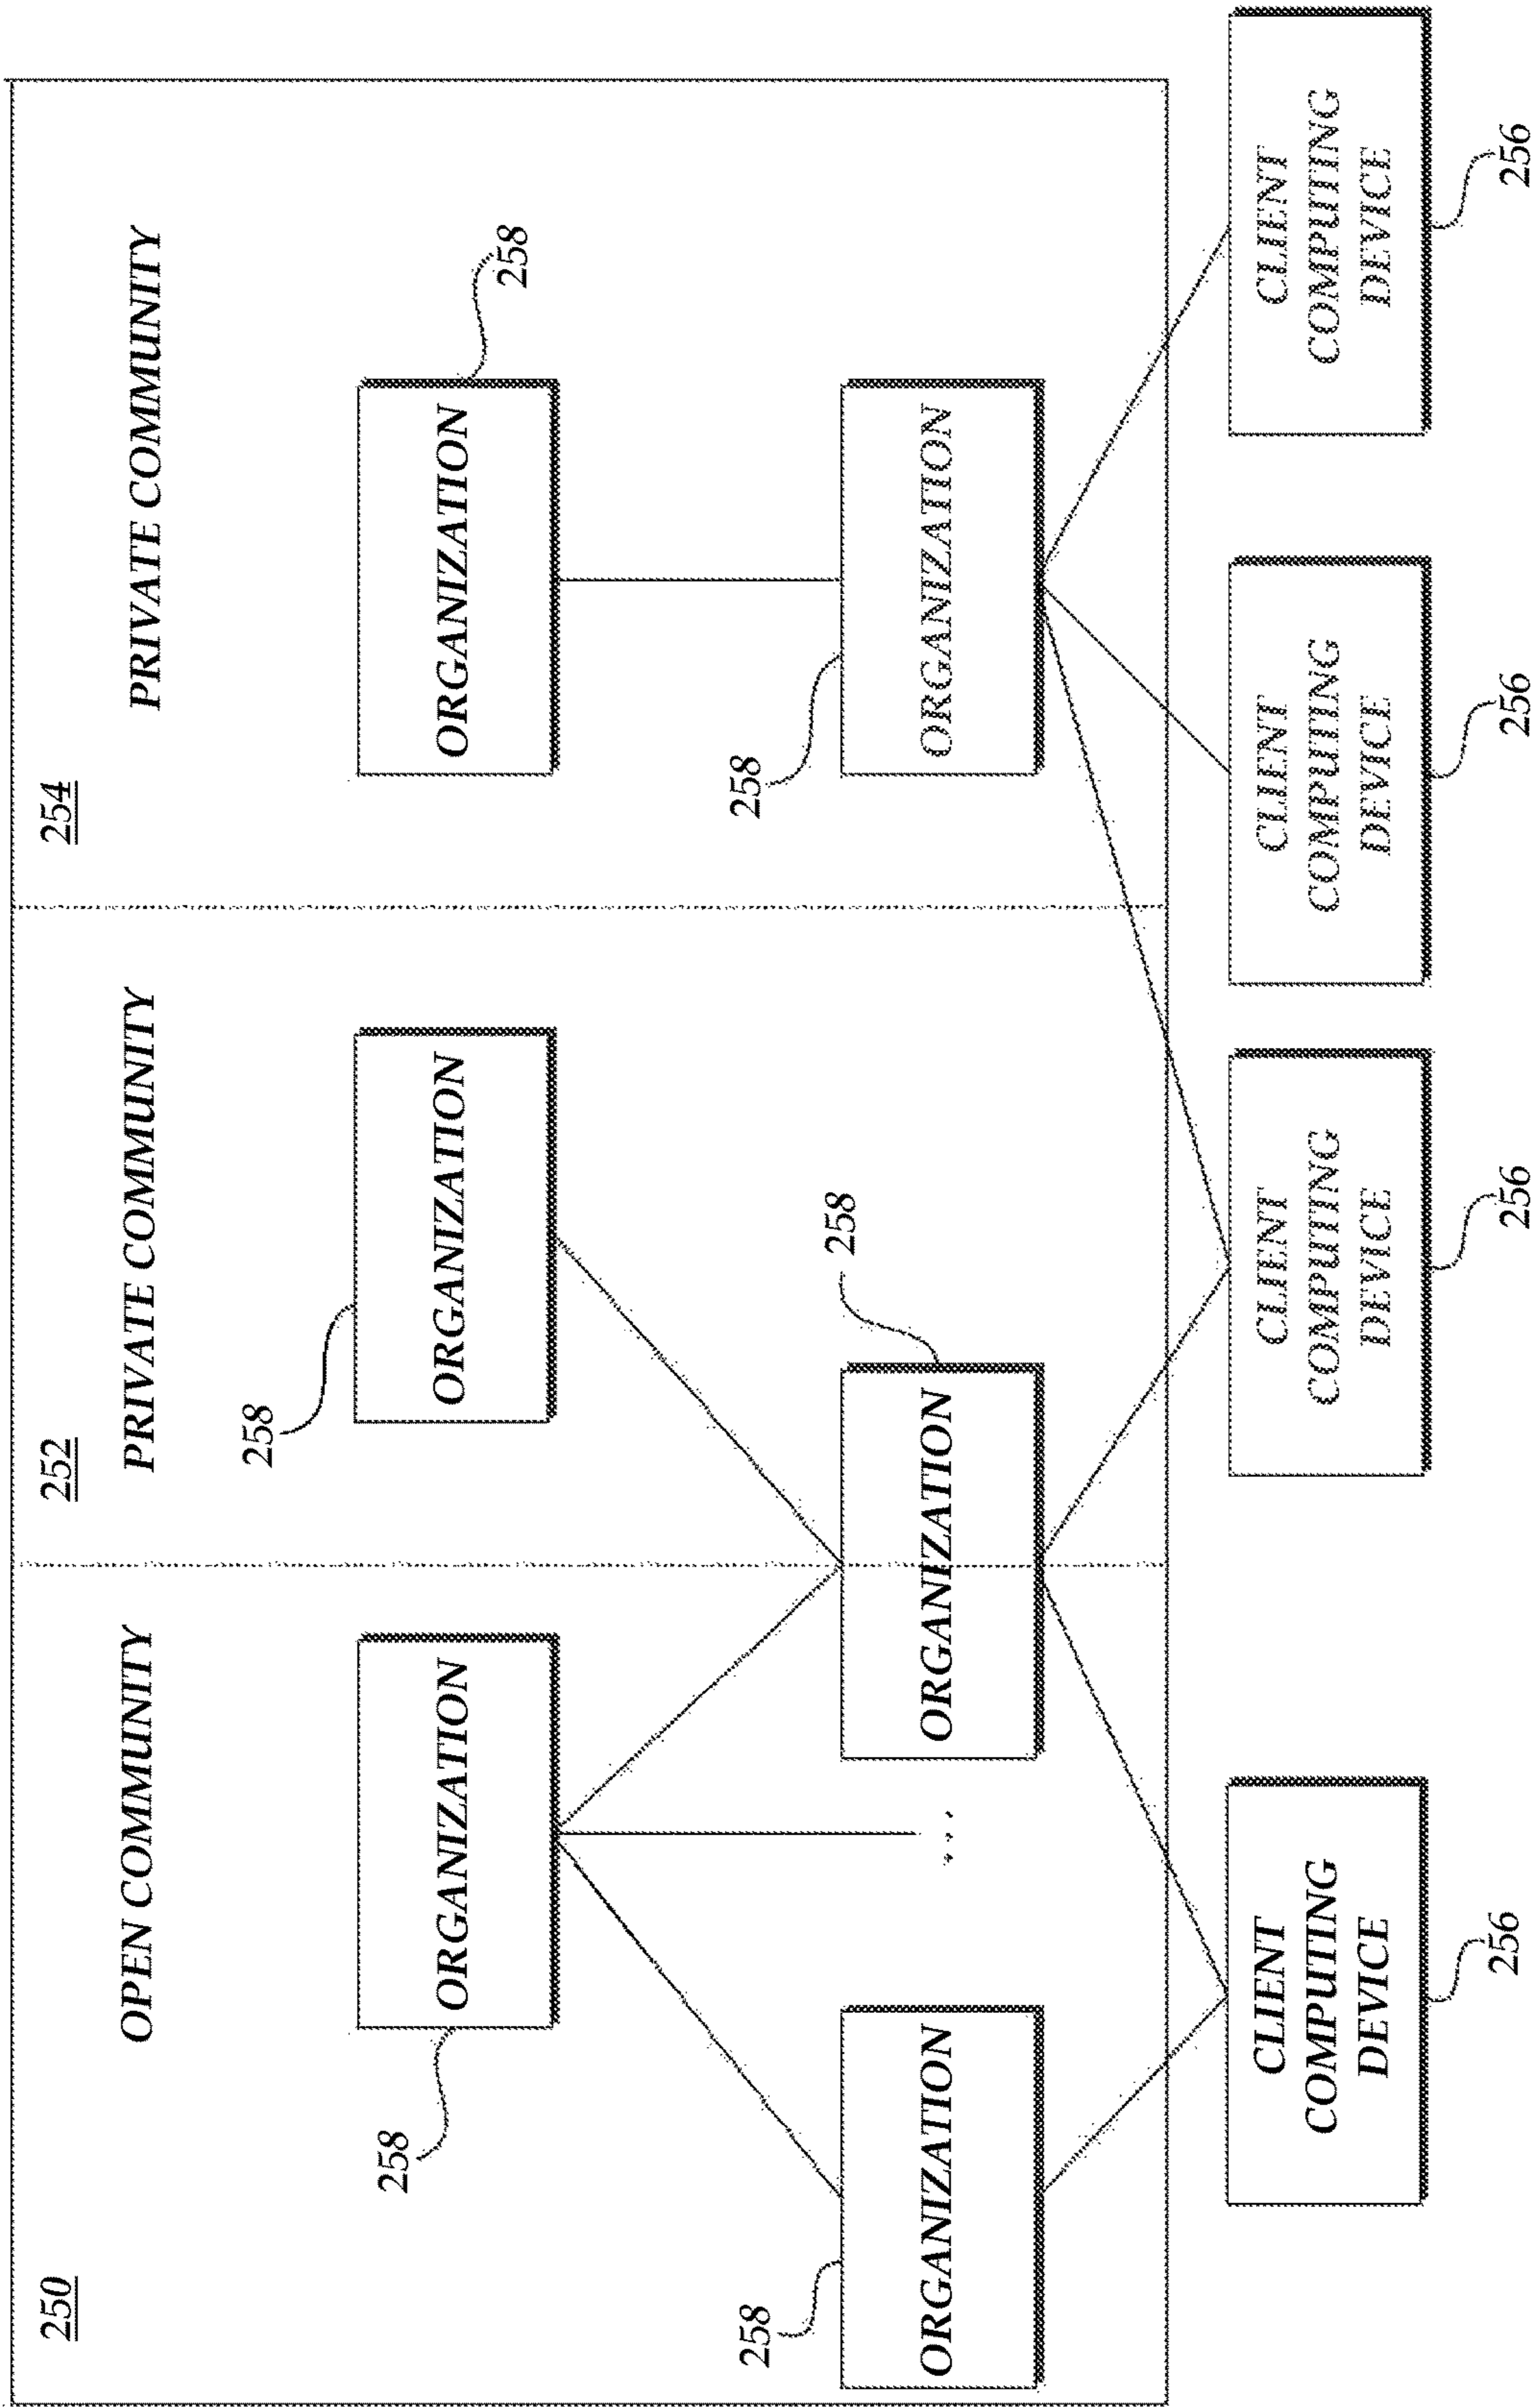 250
OPEN COMMUNITY
252
PRIVATE COMMUNITY
254
PRIVATE COMMUNITY
258
ORGANIZATION
258
ORGANIZATION
ORGANIZATION
258
258
ORGANIZATION
. . .
ORGANIZATION
258
258
ORGANIZATION
CLIENT
COMPUTING
DEVICE
256
CLIENT
COMPUTING
DEVICE
256
CLIENT
COMPUTING
DEVICE
256
CLIENT
COMPUTING
DEVICE
256